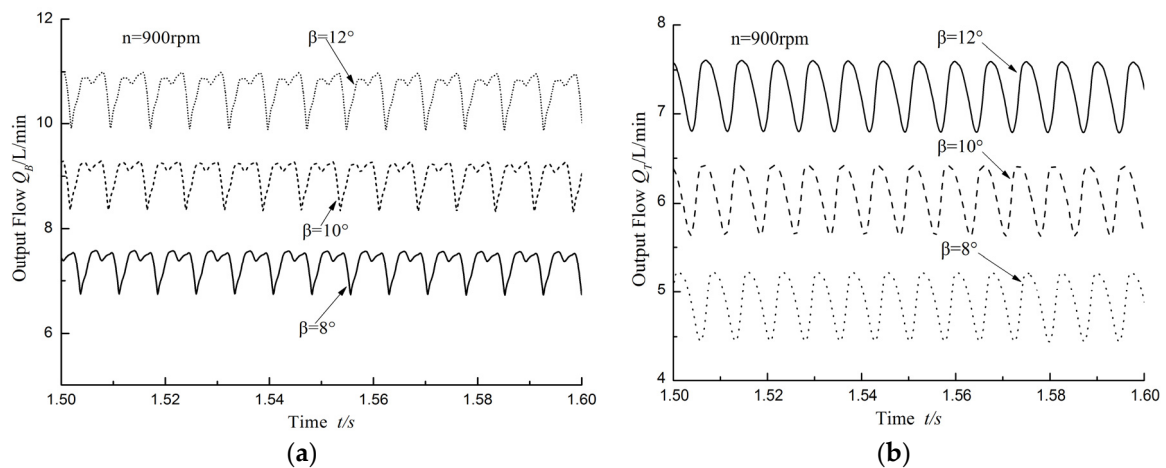 12
10
8
6
Output Flow Q_B/L/min
n=900rpm
β=12°
β=10°
β=8°
1.50 1.52 1.54 1.56 1.58 1.60
Time t/s
(a)
8
7
6
5
4
Output Flow Q_T/L/min
n=900rpm
β=12°
β=10°
β=8°
1.50 1.52 1.54 1.56 1.58 1.60
Time t/s
(b)